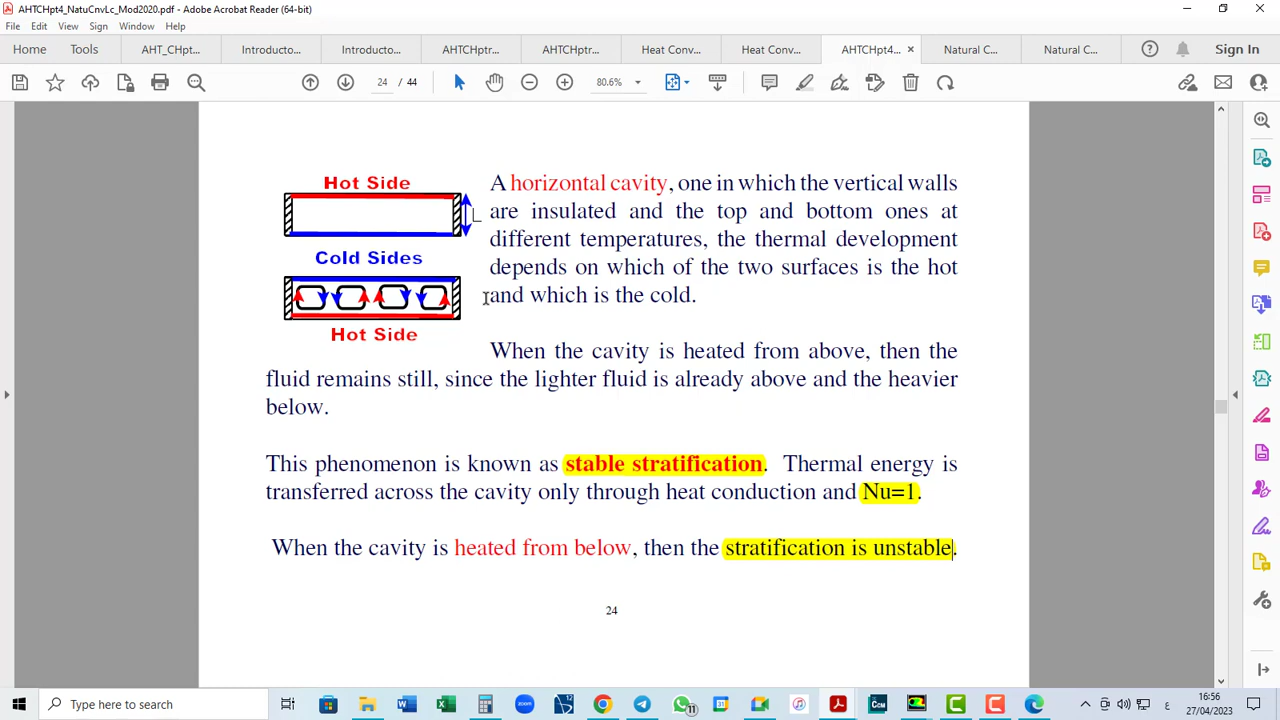 AHTCHpt4_NatuCnvLc_Mod2020.pdf - Adobe Acrobat Reader (64-bit)
File Edit View Sign Window Help
Home Tools AHT_CHpt... Introducto... Introducto... AHTCHptr... AHTCHptr... Heat Conv... Heat Conv... AHTCHpt4... × Natural C... Natural C... Sign In
24 / 44 80.6%
Hot Side
Cold Sides
Hot Side
A horizontal cavity, one in which the vertical walls
are insulated and the top and bottom ones at
different temperatures, the thermal development
depends on which of the two surfaces is the hot
and which is the cold.
When the cavity is heated from above, then the
fluid remains still, since the lighter fluid is already above and the heavier
below.
This phenomenon is known as stable stratification. Thermal energy is
transferred across the cavity only through heat conduction and Nu=1.
When the cavity is heated from below, then the stratification is unstable.
24
Type here to search
11
31
16:56
27/04/2023